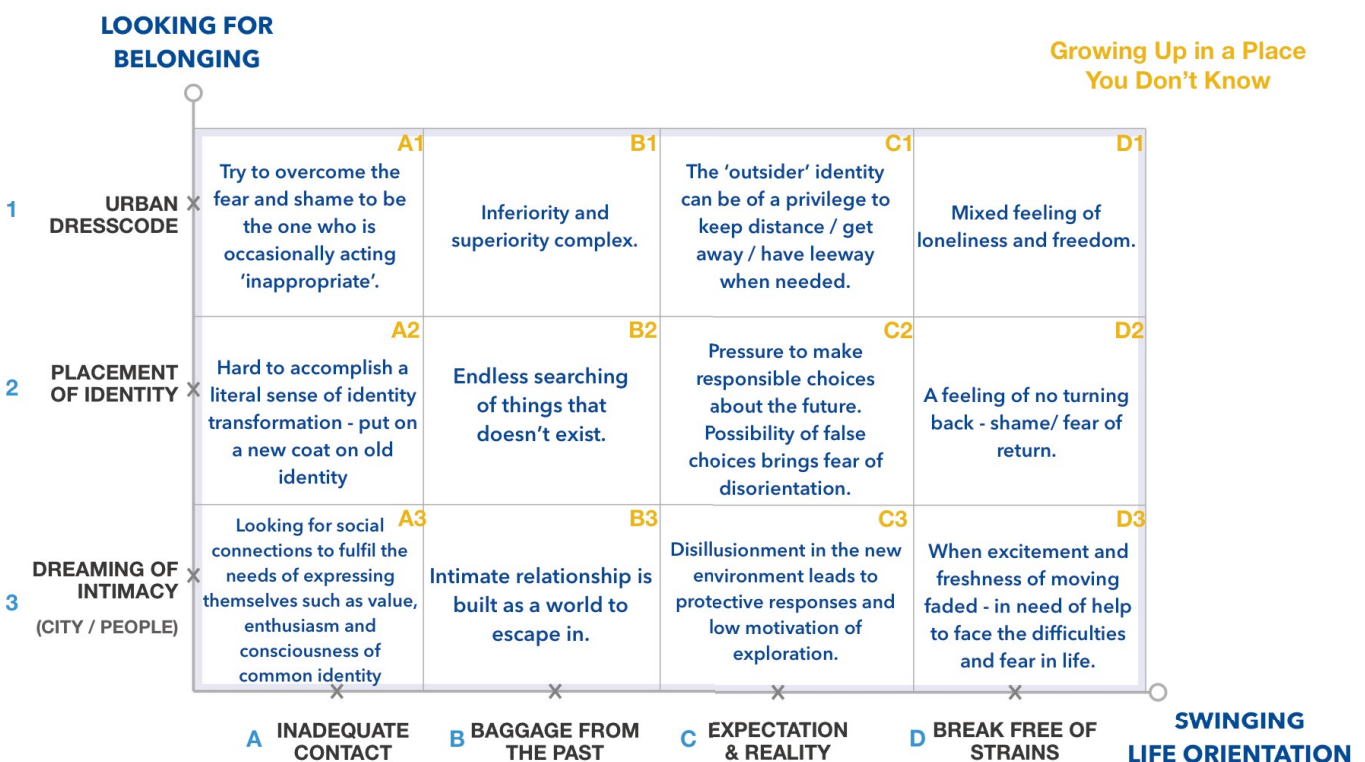 LOOKING FOR
BELONGING
Growing Up in a Place
You Don't Know
1
URBAN
DRESSCODE
A1
Try to overcome the
fear and shame to be
the one who is
occasionally acting
'inappropriate'.
B1
Inferiority and
superiority complex.
C1
The 'outsider' identity
can be of a privilege to
keep distance / get
away / have leeway
when needed.
D1
Mixed feeling of
loneliness and freedom.
2
PLACEMENT
OF IDENTITY
A2
Hard to accomplish a
literal sense of identity
transformation - put on
a new coat on old
identity
B2
Endless searching
of things that
doesn't exist.
C2
Pressure to make
responsible choices
about the future.
Possibility of false
choices brings fear of
disorientation.
D2
A feeling of no turning
back - shame/ fear of
return.
3
DREAMING OF
INTIMACY
(CITY / PEOPLE)
A3
Looking for social
connections to fulfil the
needs of expressing
themselves such as value,
enthusiasm and
consciousness of
common identity
B3
Intimate relationship is
built as a world to
escape in.
C3
Disillusionment in the new
environment leads to
protective responses and
low motivation of
exploration.
D3
When excitement and
freshness of moving
faded - in need of help
to face the difficulties
and fear in life.
A
INADEQUATE
CONTACT
B
BAGGAGE FROM
THE PAST
C
EXPECTATION
& REALITY
D
BREAK FREE OF
STRAINS
SWINGING
LIFE ORIENTATION